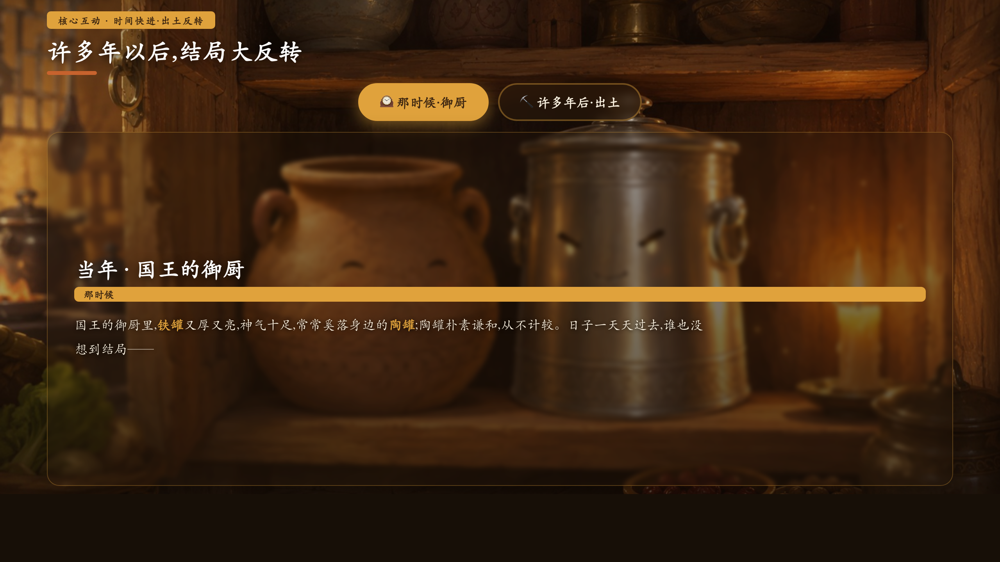 核心互动 · 时间快进·出土反转
许多年以后,结局大反转
那时候·御厨
许多年后·出土
当年 · 国王的御厨
那时候
国王的御厨里,铁罐又厚又亮,神气十足,常常奚落身边的陶罐;陶罐朴素谦和,从不计较。日子一天天过去,谁也没
想到结局——